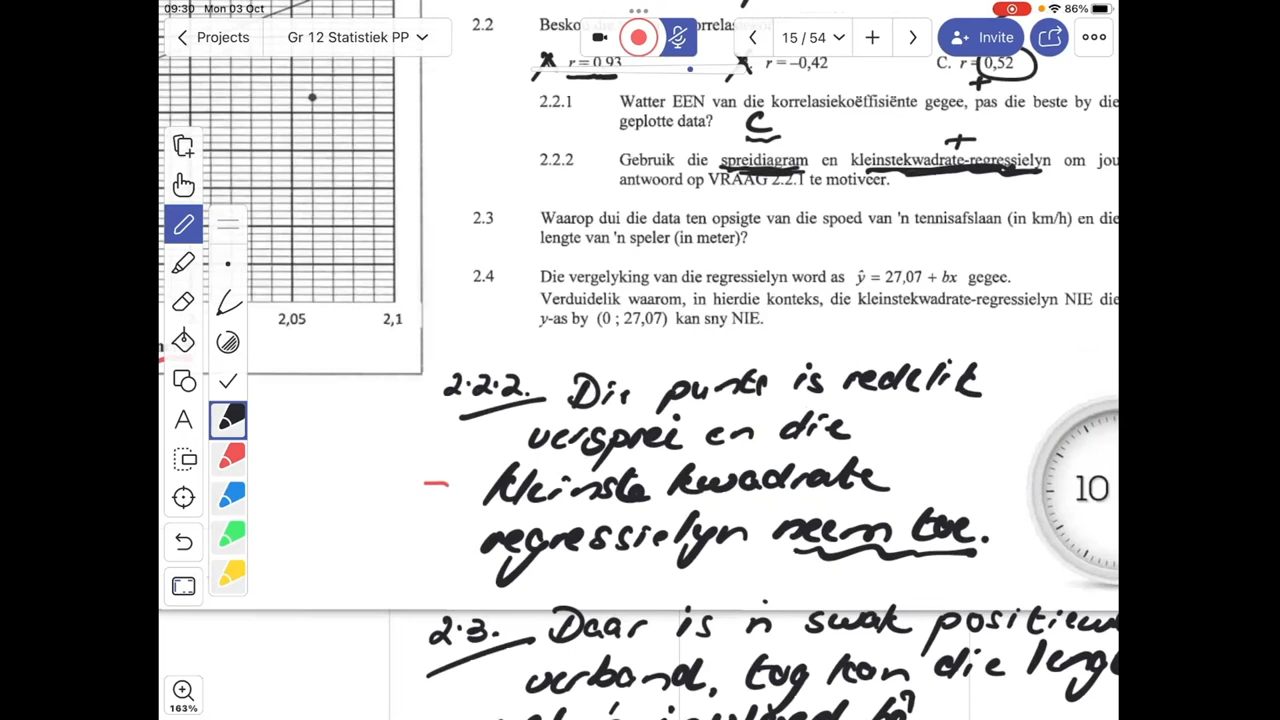 09:30 Mon 03 Oct
86%
Projects
Gr 12 Statistiek PP
15 / 54
Invite
2.2 Besko
r = 0,93
r = –0,42
C. r = 0,52
+
2.2.1 Watter EEN van die korrelasiekoëffisiënte gegee, pas die beste by die
geplotte data?
C
+
2.2.2 Gebruik die spreidiagram en kleinstekwadrate-regressielyn om jou
antwoord op VRAAG 2.2.1 te motiveer.
2.3 Waarop dui die data ten opsigte van die spoed van 'n tennisafslaan (in km/h) en die
lengte van 'n speler (in meter)?
2.4 Die vergelyking van die regressielyn word as ŷ = 27,07 + bx gegee.
Verduidelik waarom, in hierdie konteks, die kleinstekwadrate-regressielyn NIE die
y-as by (0 ; 27,07) kan sny NIE.
2,05 2,1
2.2.2. Die punte is redelik
versprei en die
kleinste kwadrate
regressielyn neem toe.
10
2.3. Daar is 'n swak positiewe
verband, tog kan die leng
A
163%